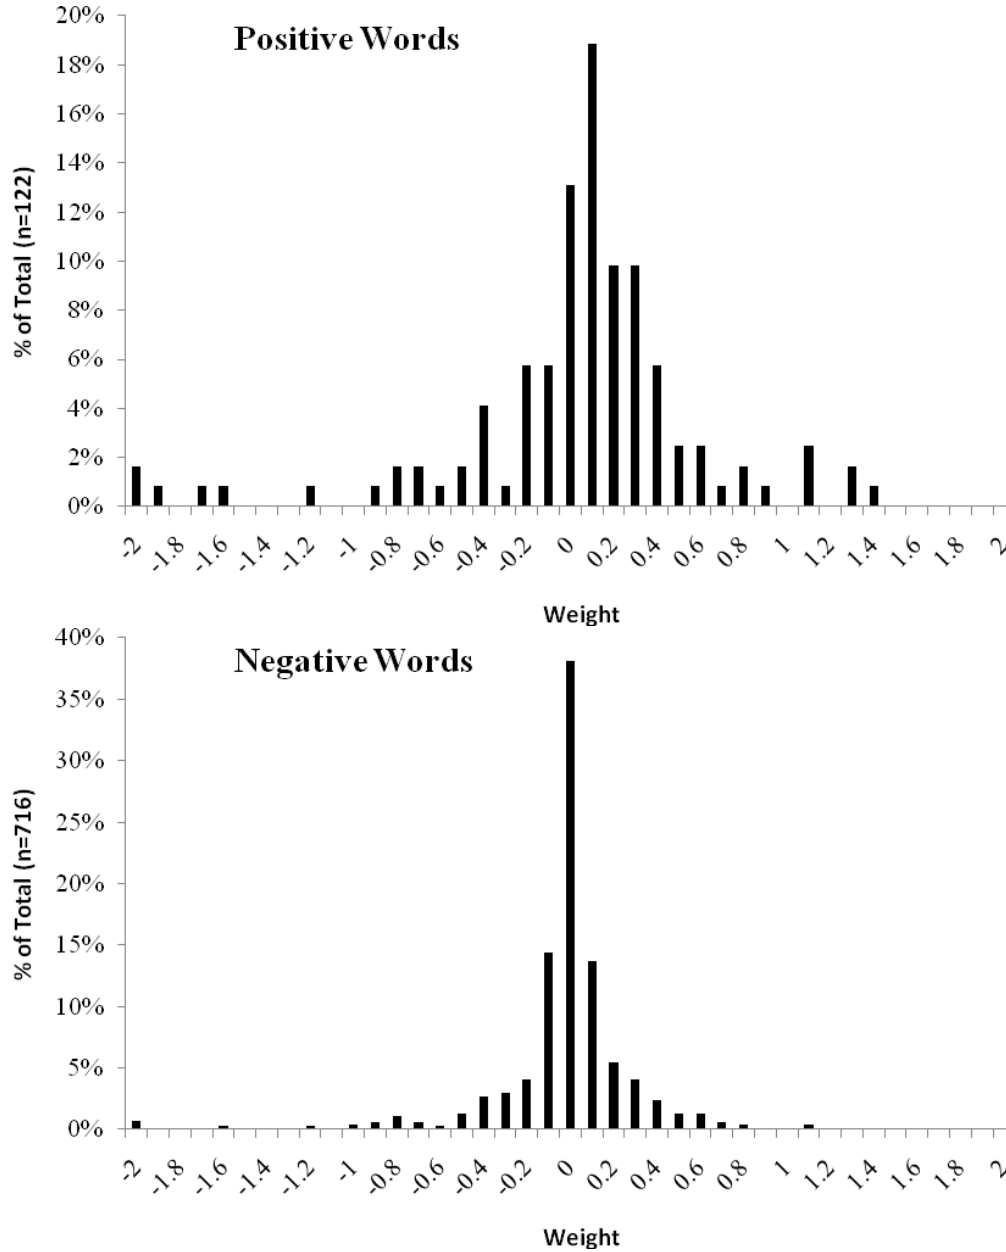 Positive Words
20%
18%
16%
14%
12%
10%
8%
6%
4%
2%
0%
% of Total (n=122)
-2 -1.8 -1.6 -1.4 -1.2 -1 -0.8 -0.6 -0.4 -0.2 0 0.2 0.4 0.6 0.8 1 1.2 1.4 1.6 1.8 2
Weight
Negative Words
40%
35%
30%
25%
20%
15%
10%
5%
0%
% of Total (n=716)
-2 -1.8 -1.6 -1.4 -1.2 -1 -0.8 -0.6 -0.4 -0.2 0 0.2 0.4 0.6 0.8 1 1.2 1.4 1.6 1.8 2
Weight